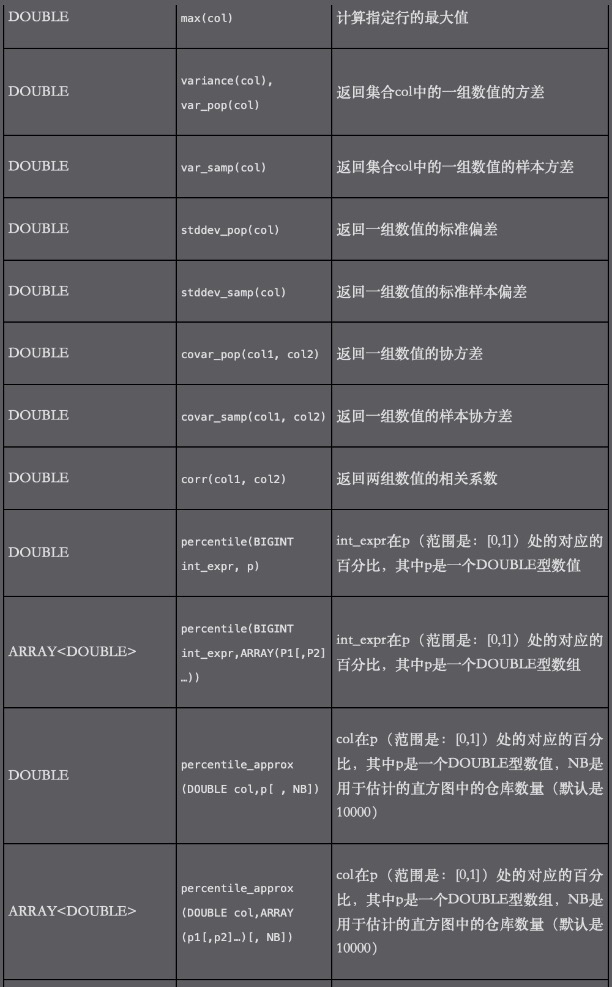 DOUBLE
max(col)
计算指定行的最大值
DOUBLE
variance(col),
var_pop(col)
返回集合col中的一组数值的方差
DOUBLE
var_samp(col)
返回集合col中的一组数值的样本方差
DOUBLE
stddev_pop(col)
返回一组数值的标准偏差
DOUBLE
stddev_samp(col)
返回一组数值的标准样本偏差
DOUBLE
covar_pop(col1, col2)
返回一组数值的协方差
DOUBLE
covar_samp(col1, col2)
返回一组数值的样本协方差
DOUBLE
corr(col1, col2)
返回两组数值的相关系数
DOUBLE
percentile(BIGINT
int_expr, p)
int_expr在p（范围是：[0,1]）处的对应的
百分比，其中p是一个DOUBLE型数值
ARRAY<DOUBLE>
percentile(BIGINT
int_expr,ARRAY(P1[,P2]
…))
int_expr在p（范围是：[0,1]）处的对应的
百分比，其中p是一个DOUBLE型数组
DOUBLE
percentile_approx
(DOUBLE col,p[ , NB])
col在p（范围是：[0,1]）处的对应的百分
比，其中p是一个DOUBLE型数值，NB是
用于估计的直方图中的仓库数量（默认是
10000）
ARRAY<DOUBLE>
percentile_approx
(DOUBLE col,ARRAY
(p1[,p2]…)[, NB])
col在p（范围是：[0,1]）处的对应的百分
比，其中p是一个DOUBLE型数组，NB是
用于估计的直方图中的仓库数量（默认是
10000）